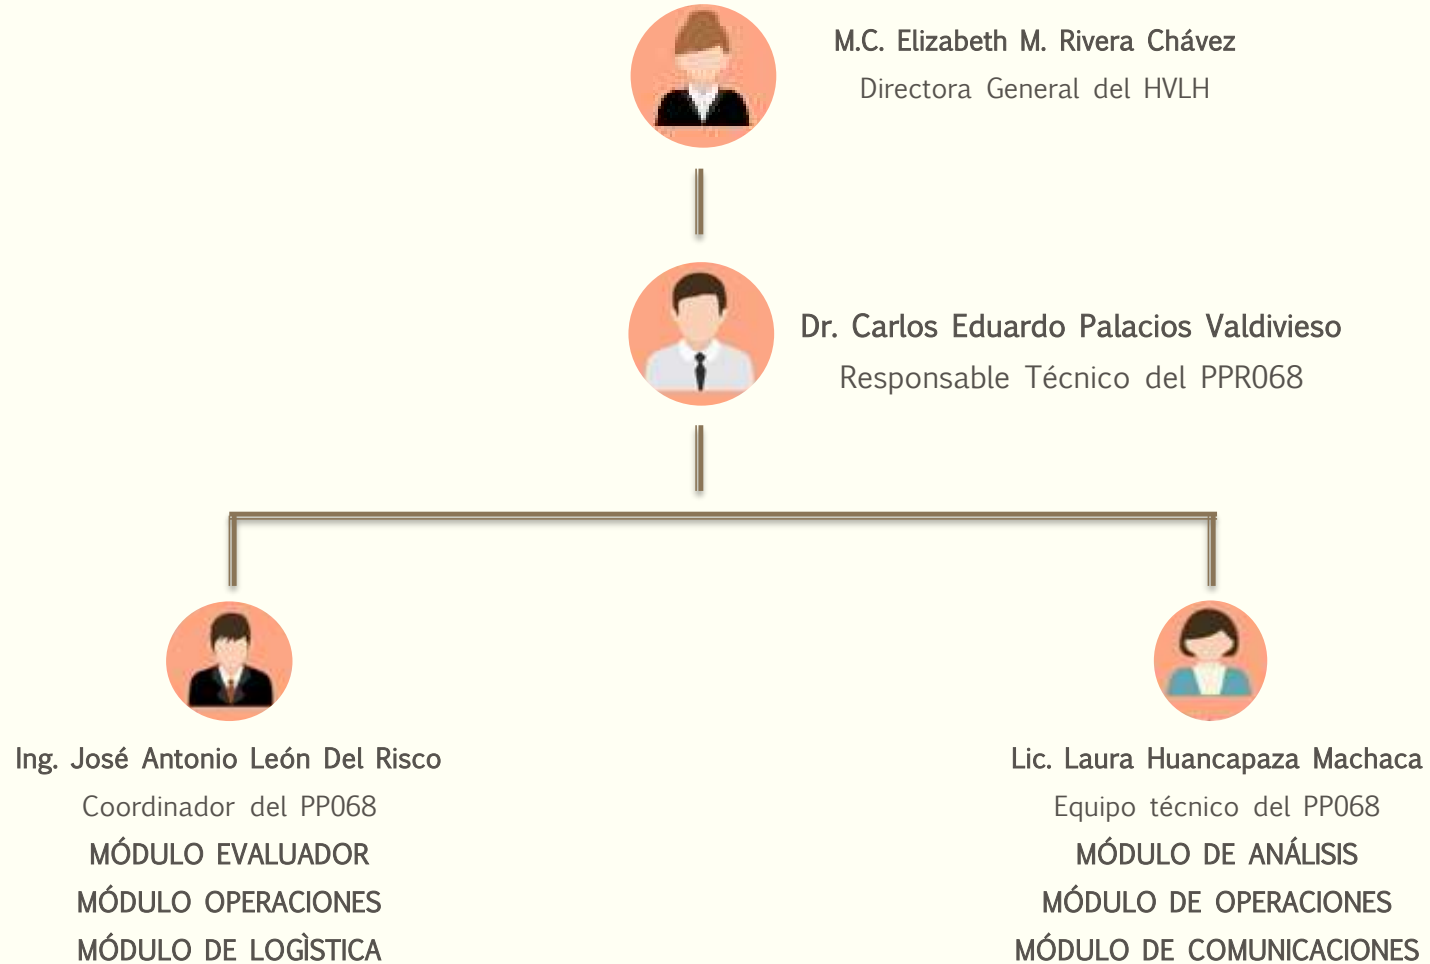 M.C. Elizabeth M. Rivera Chávez
Directora General del HVLH
Dr. Carlos Eduardo Palacios Valdivieso
Responsable Técnico del PPR068
Ing. José Antonio León Del Risco
Coordinador del PP068
MÓDULO EVALUADOR
MÓDULO OPERACIONES
MÓDULO DE LOGÌSTICA
Lic. Laura Huancapaza Machaca
Equipo técnico del PP068
MÓDULO DE ANÁLISIS
MÓDULO DE OPERACIONES
MÓDULO DE COMUNICACIONES